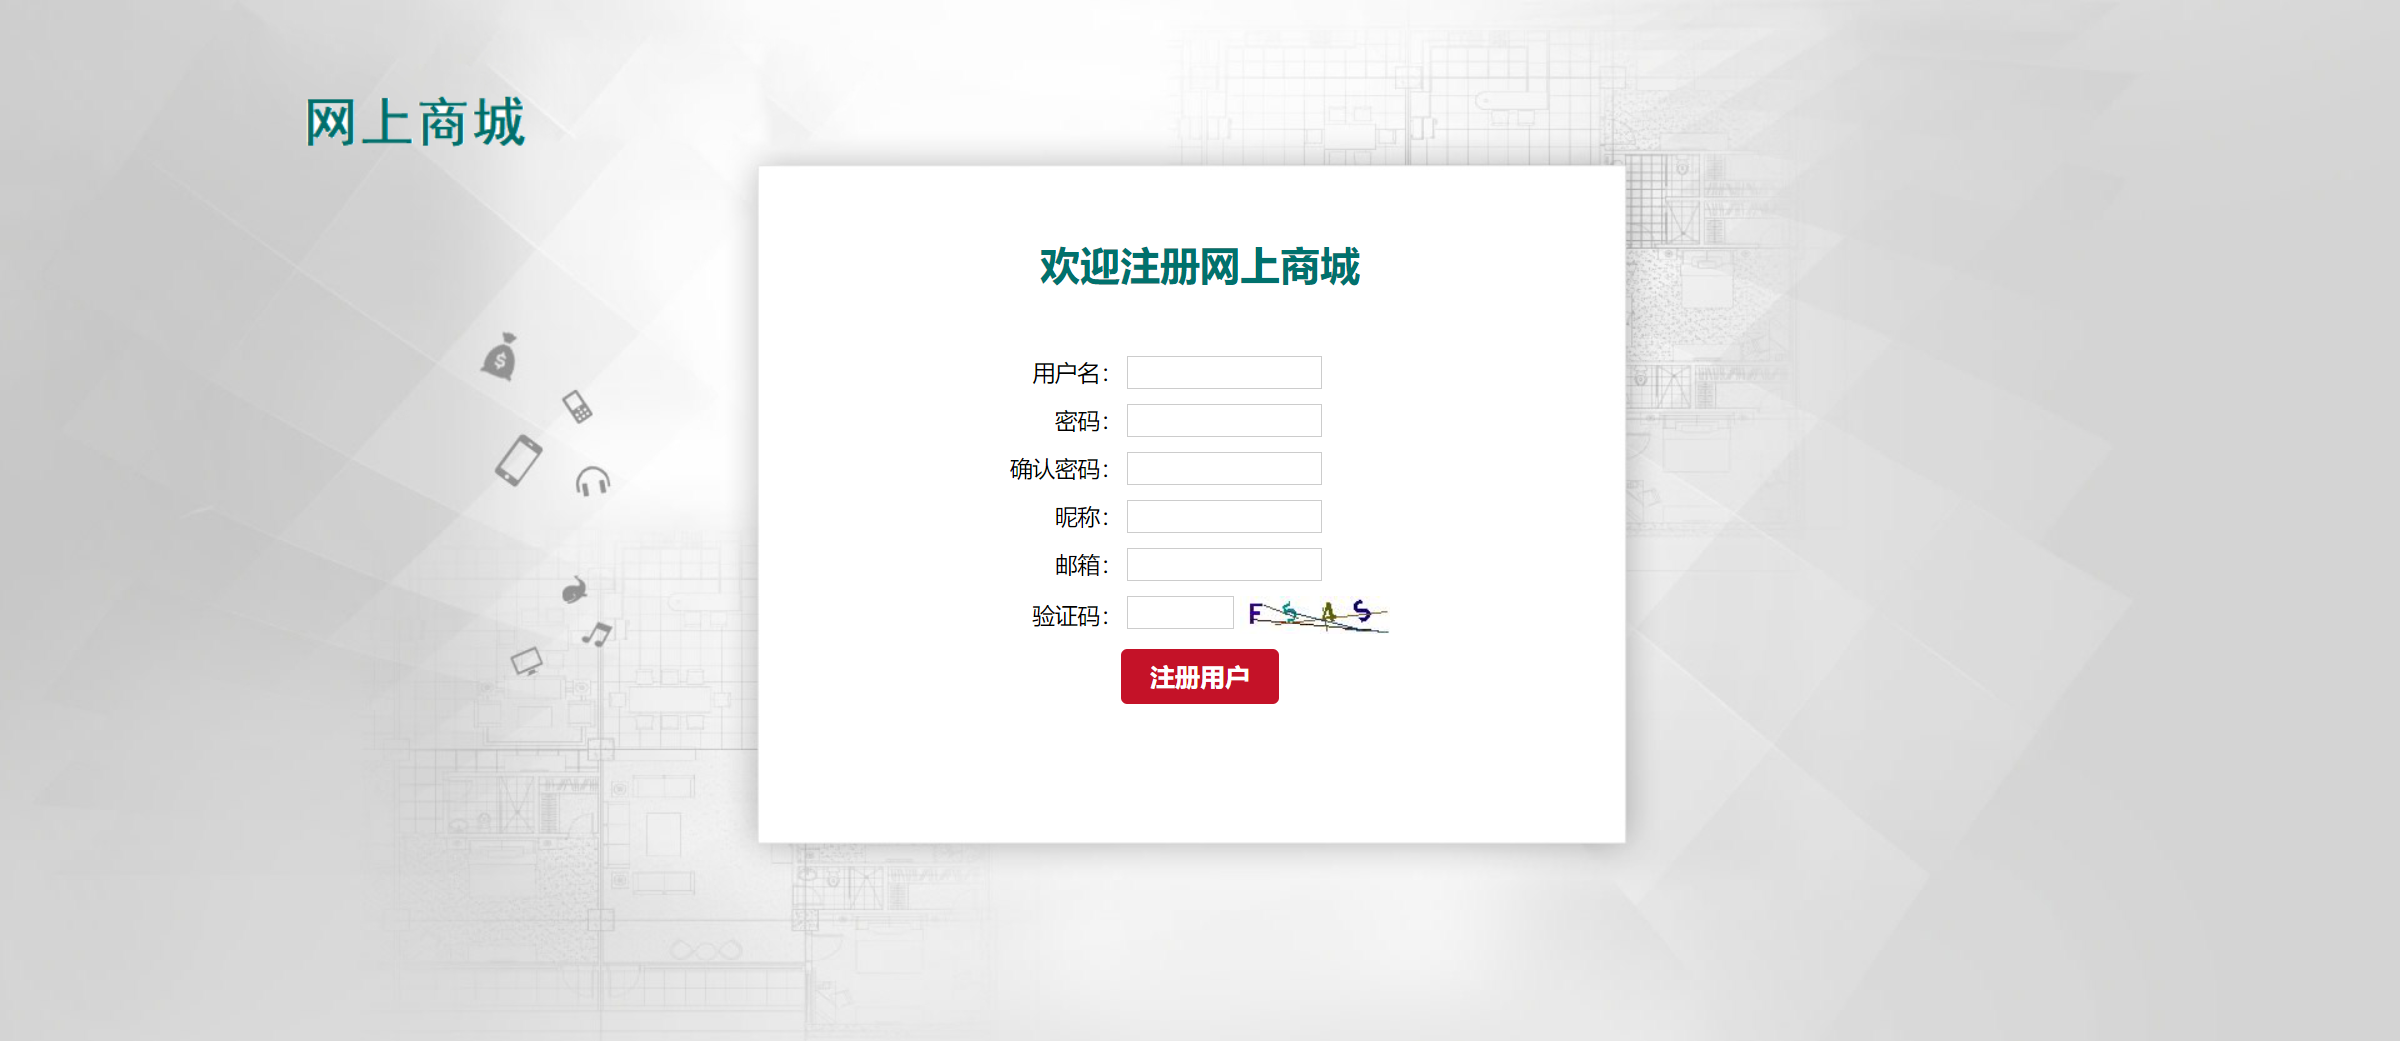 网上商城
欢迎注册网上商城
用户名：
密码：
确认密码：
昵称：
邮箱：
验证码： FSAS
注册用户